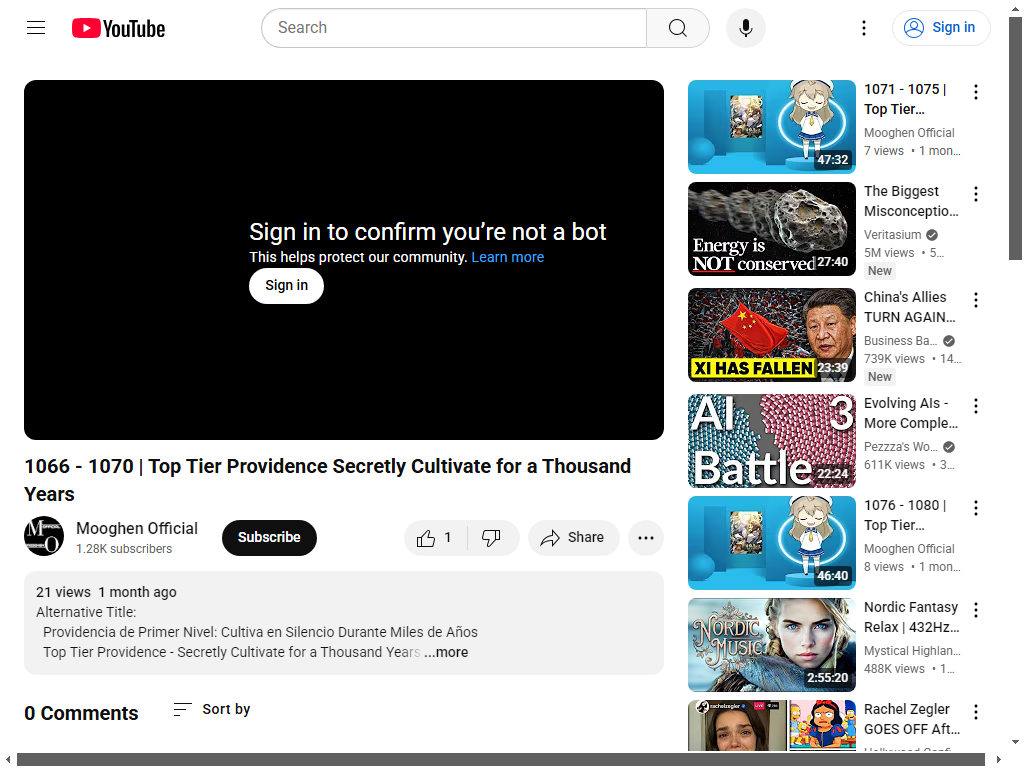 YouTube
Search
Sign in
Sign in to confirm you’re not a bot
This helps protect our community. Learn more
Sign in
1066 - 1070 | Top Tier Providence Secretly Cultivate for a Thousand
Years
Mooghen Official
1.28K subscribers
Subscribe
1
Share
21 views 1 month ago
Alternative Title:
Providencia de Primer Nivel: Cultiva en Silencio Durante Miles de Años
Top Tier Providence - Secretly Cultivate for a Thousand Years ...more
0 Comments
Sort by
47:32
1071 - 1075 |
Top Tier…
Mooghen Official
7 views • 1 mon…
Energy is
NOT conserved
27:40
The Biggest
Misconceptio…
Veritasium
5M views • 5…
New
XI HAS FALLEN
23:39
China's Allies
TURN AGAIN…
Business Ba…
739K views • 14…
New
AI 3
Battle
22:24
Evolving AIs -
More Comple…
Pezzza's Wo…
611K views • 3…
46:40
1076 - 1080 |
Top Tier…
Mooghen Official
8 views • 1 mon…
NORDIC
MUSIC
2:55:20
Nordic Fantasy
Relax | 432Hz…
Mystical Highlan…
488K views • 1…
rachelzegler
LIVE
Rachel Zegler
GOES OFF Aft…